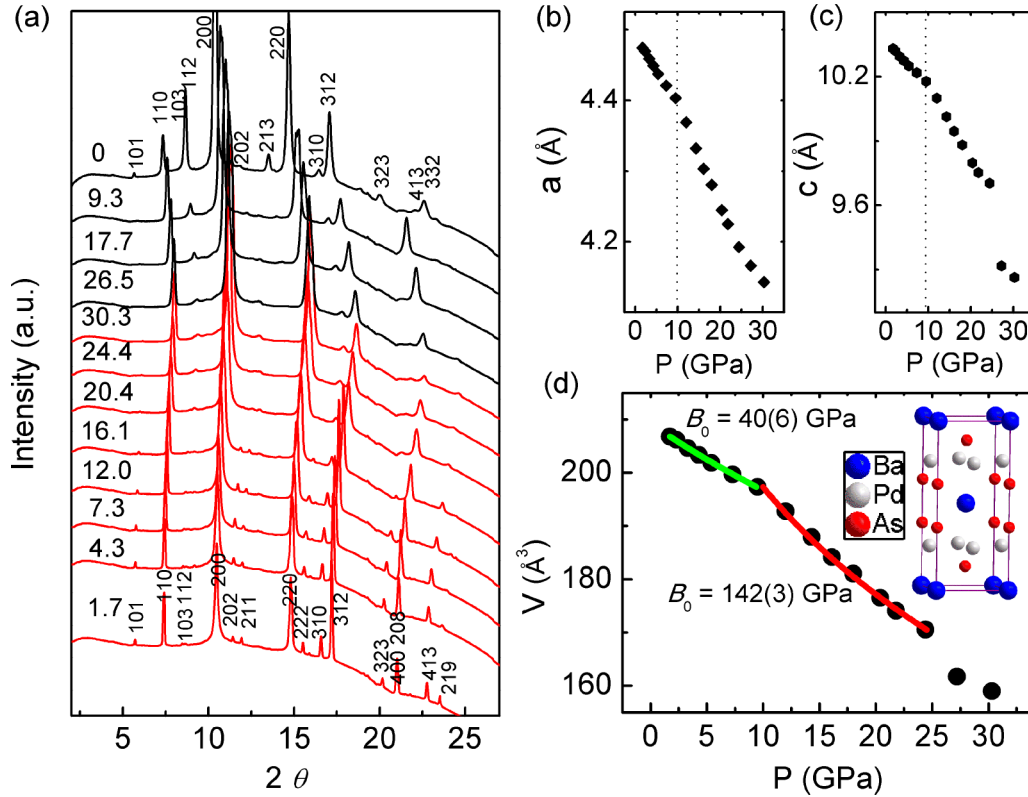 (a)
200
220
110
103
112
312
0
101
202
213
310
323
413
332
9.3
17.7
26.5
30.3
24.4
20.4
16.1
12.0
7.3
4.3
1.7
101
110
103
112
200
202
211
220
222
310
312
323
400
208
413
219
Intensity (a.u.)
5 10 15 20 25
2 θ
(b)
4.4
4.2
a (Å)
0 10 20 30
P (GPa)
(c)
10.2
9.6
c (Å)
0 10 20 30
P (GPa)
(d)
B0 = 40(6) GPa
Ba
Pd
As
B0 = 142(3) GPa
200
180
160
V (Å³)
0 5 10 15 20 25 30
P (GPa)